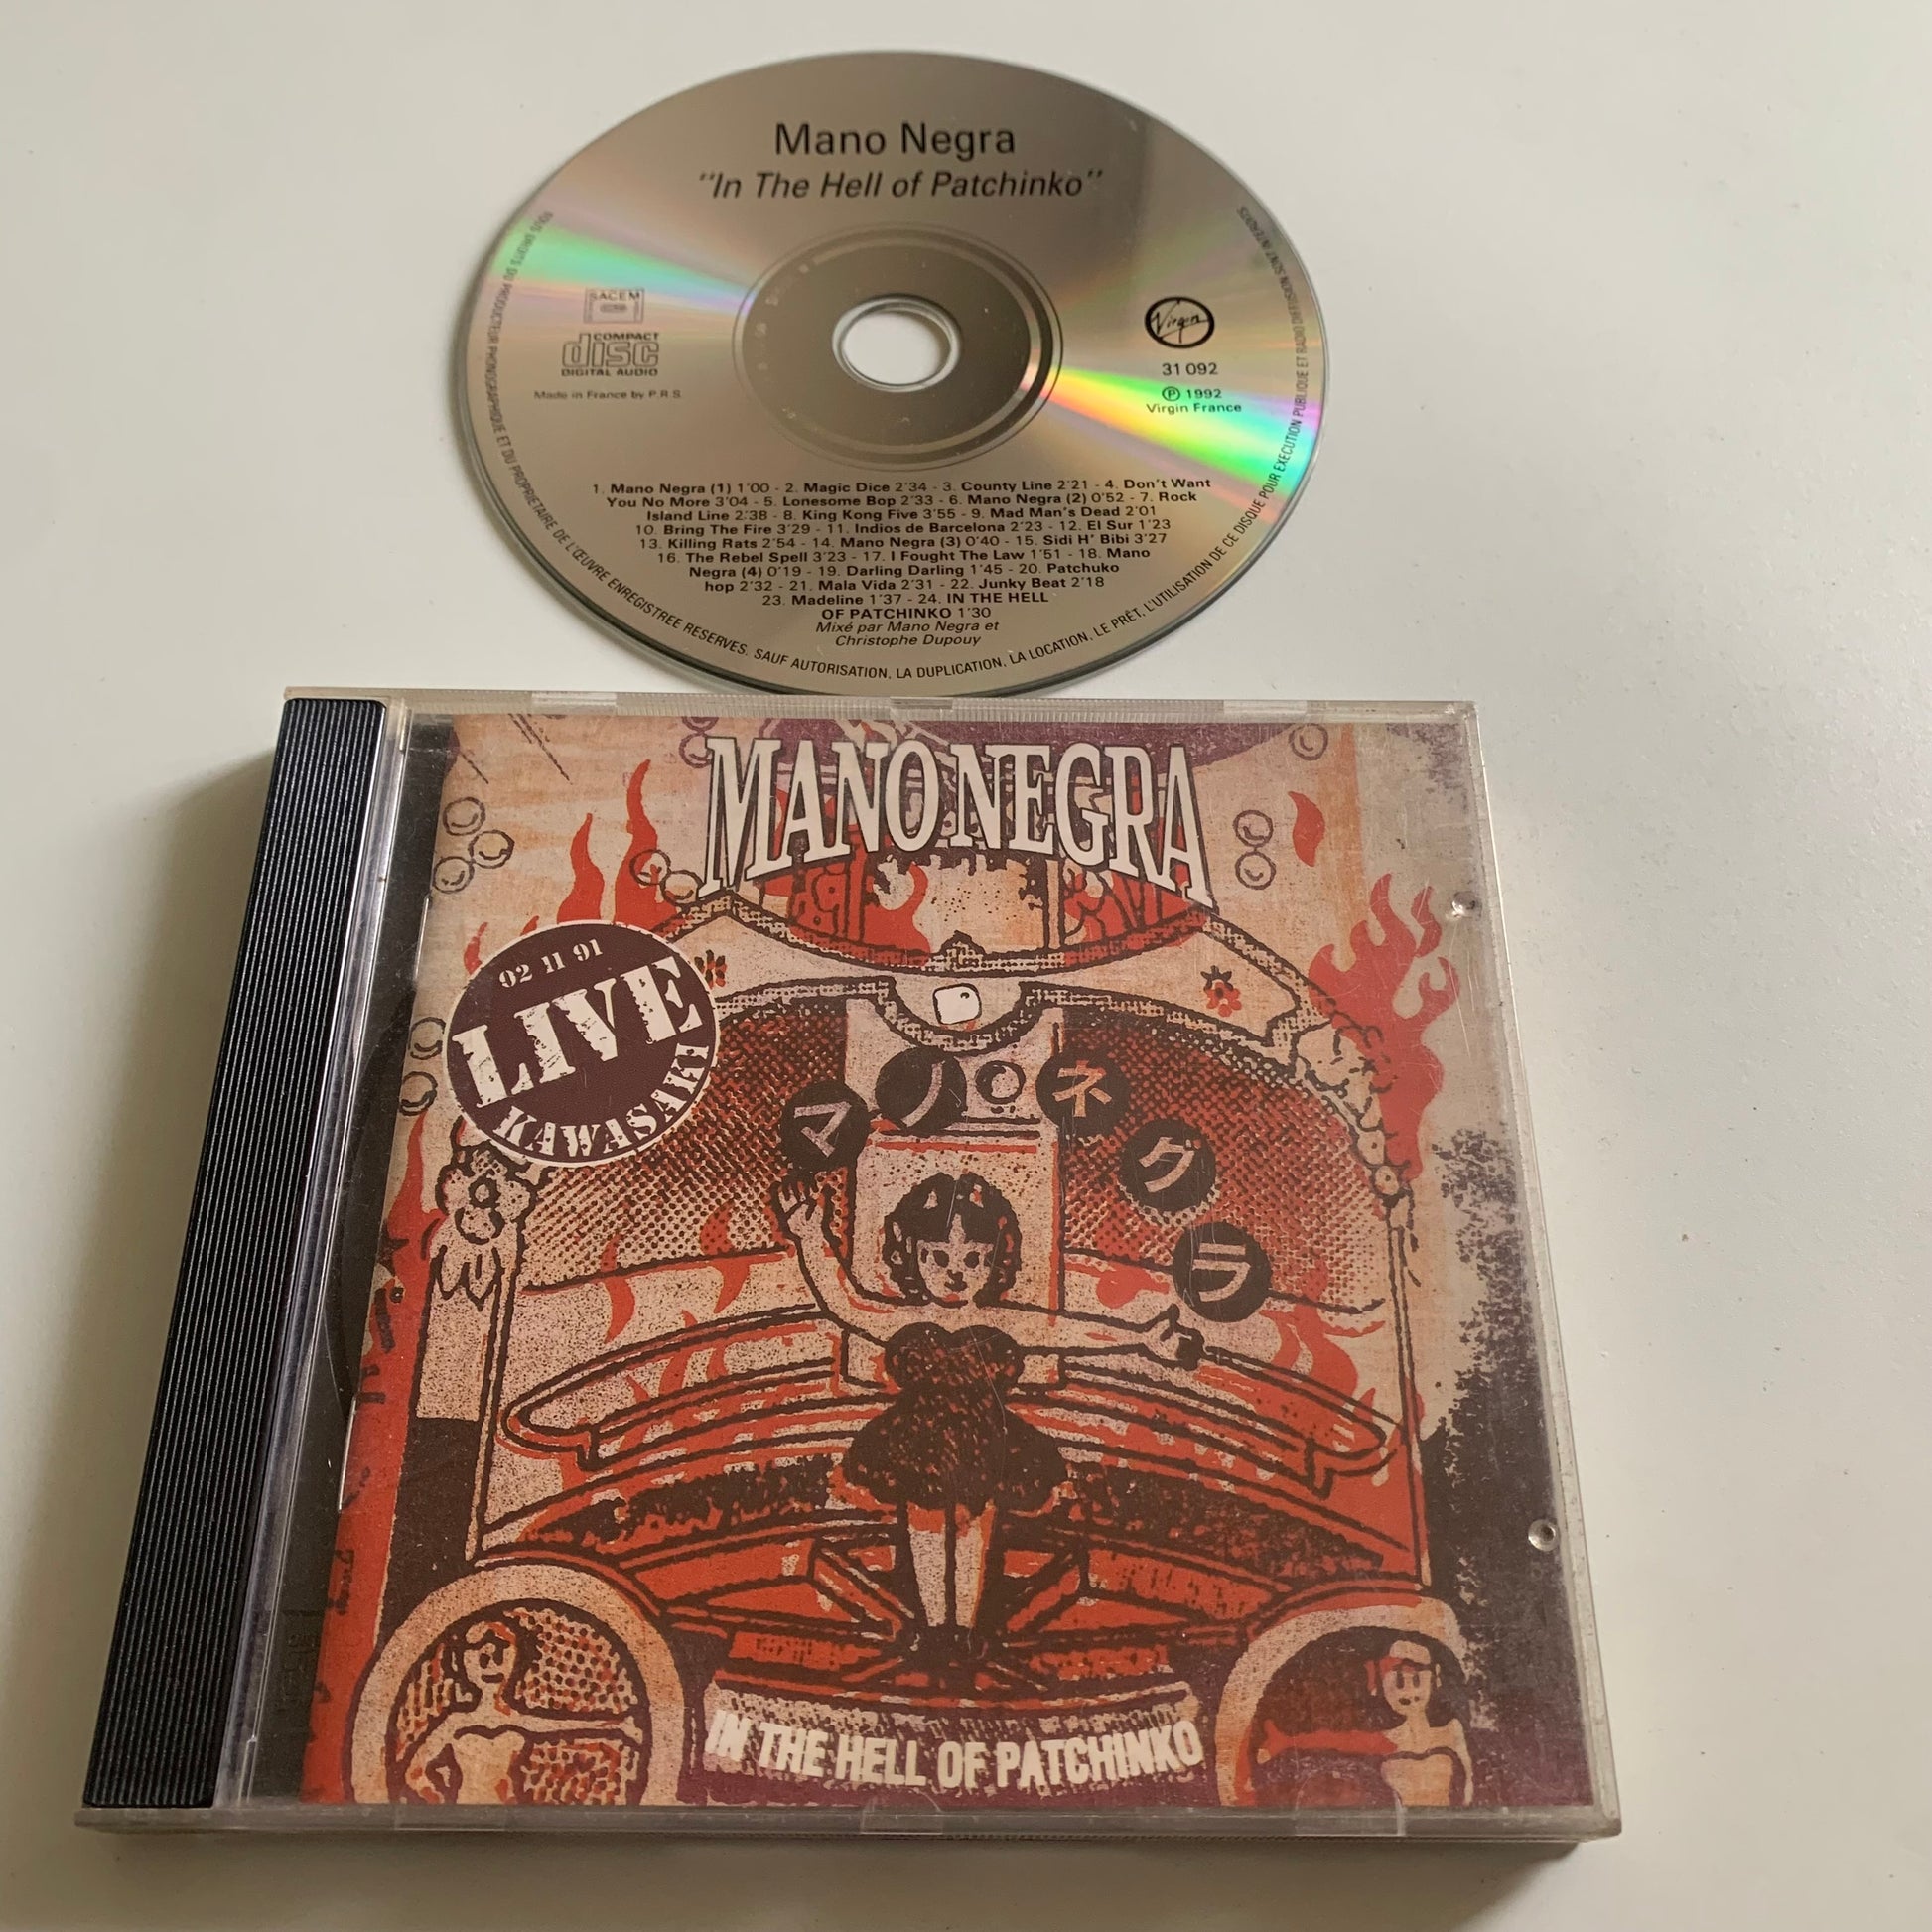 Mano Negra
"In The Hell of Patchinko"
SACEM
COMPACT
disc
DIGITAL AUDIO
Made in France by P.R.S.
Virgin
31 092
℗ 1992
Virgin France
1. Mano Negra (1) 1'00 - 2. Magic Dice 2'34 - 3. County Line 2'21 - 4. Don't Want
You No More 3'04 - 5. Lonesome Bop 2'33 - 6. Mano Negra (2) 0'52 - 7. Rock
Island Line 2'38 - 8. King Kong Five 3'55 - 9. Mad Man's Dead 2'01
10. Bring The Fire 3'29 - 11. Indios de Barcelona 2'23 - 12. El Sur 1'23
13. Killing Rats 2'54 - 14. Mano Negra (3) 0'40 - 15. Sidi H' Bibi 3'27
16. The Rebel Spell 3'23 - 17. I Fought The Law 1'51 - 18. Mano
Negra (4) 0'19 - 19. Darling Darling 1'45 - 20. Patchuko
hop 2'32 - 21. Mala Vida 2'31 - 22. Junky Beat 2'18
23. Madeline 1'37 - 24. IN THE HELL
OF PATCHINKO 1'30
Mixé par Mano Negra et
Christophe Dupouy
TOUS DROITS DU PRODUCTEUR PHONOGRAPHIQUE ET DU PROPRIETAIRE DE L'ŒUVRE ENREGISTREE RESERVES. SAUF AUTORISATION, LA DUPLICATION, LA LOCATION, LE PRÊT, L'UTILISATION DE CE DISQUE POUR EXECUTION PUBLIQUE ET RADIO DIFFUSION SONT INTERDITS
MANO NEGRA
02 11 91
LIVE
KAWASAKI
マノネグラ
IN THE HELL OF PATCHINKO